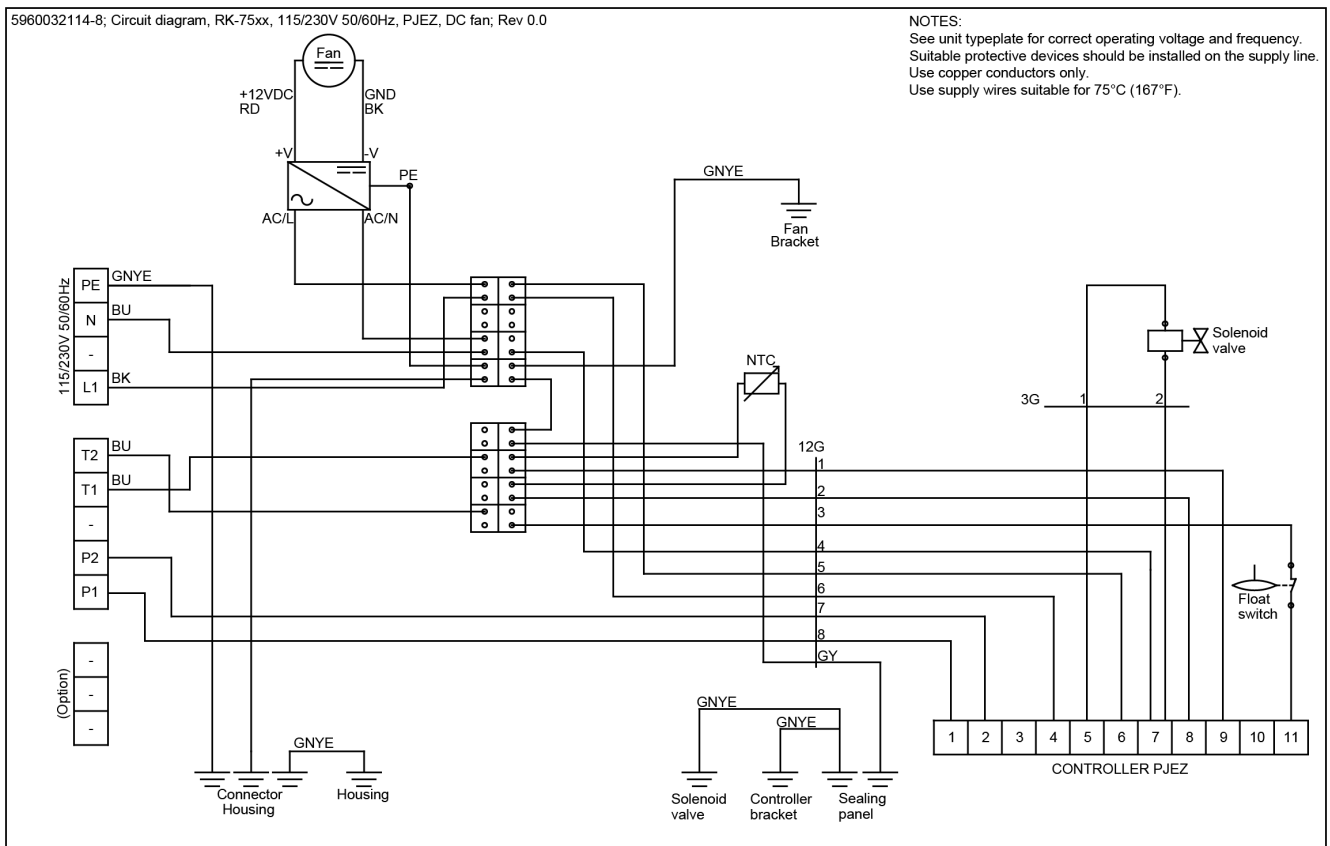 5960032114-8; Circuit diagram, RK-75xx, 115/230V 50/60Hz, PJEZ, DC fan; Rev 0.0
NOTES:
See unit typeplate for correct operating voltage and frequency.
Suitable protective devices should be installed on the supply line.
Use copper conductors only.
Use supply wires suitable for 75°C (167°F).
Fan
+12VDC
RD
GND
BK
+V
-V
PE
AC/L
AC/N
GNYE
Fan
Bracket
115/230V 50/60Hz
PE
GNYE
N
BU
-
L1
BK
NTC
Solenoid
valve
3G
1
2
T2
BU
T1
BU
-
P2
P1
12G
1
2
3
4
5
6
7
8
GY
Float
switch
(Option)
-
-
-
GNYE
Connector
Housing
Housing
GNYE
GNYE
Solenoid
valve
Controller
bracket
Sealing
panel
1 2 3 4 5 6 7 8 9 10 11
CONTROLLER PJEZ